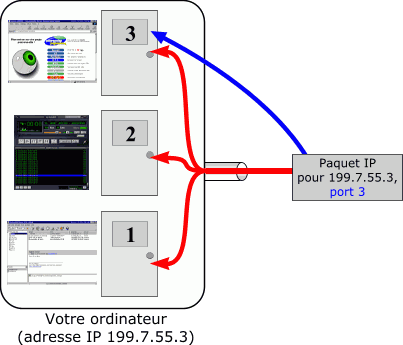 3
2
1
Paquet IP
pour 199.7.55.3,
port 3
Votre ordinateur
(adresse IP 199.7.55.3)